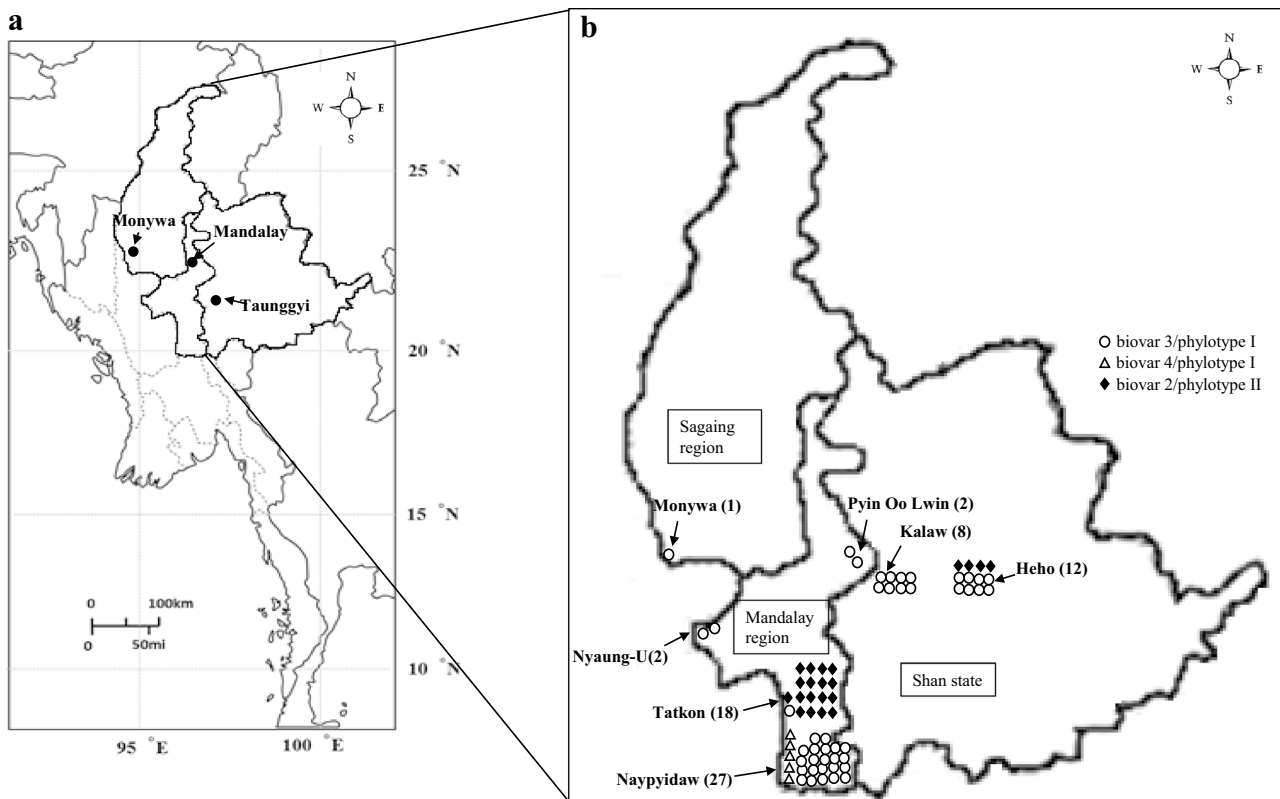 a
N
W
E
S
25 °N
Monywa
Mandalay
Taunggyi
20 °N
15 °N
0 100km
0 50mi
10 °N
95 °E 100 °E
b
N
W
E
S
biovar 3/phylotype I
biovar 4/phylotype I
biovar 2/phylotype II
Sagaing
region
Monywa (1)
Pyin Oo Lwin (2)
Kalaw (8)
Heho (12)
Mandalay
region
Nyaung-U(2)
Shan state
Tatkon (18)
Naypyidaw (27)